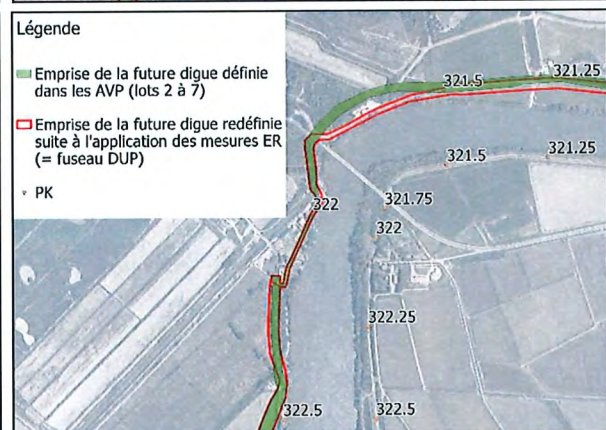 Légende
Emprise de la future digue définie
dans les AVP (lots 2 à 7)
Emprise de la future digue redéfinie
suite à l'application des mesures ER
(= fuseau DUP)
PK
321.5
321.25
321.5
321.25
321.75
322
322
322.25
322.5
322.5